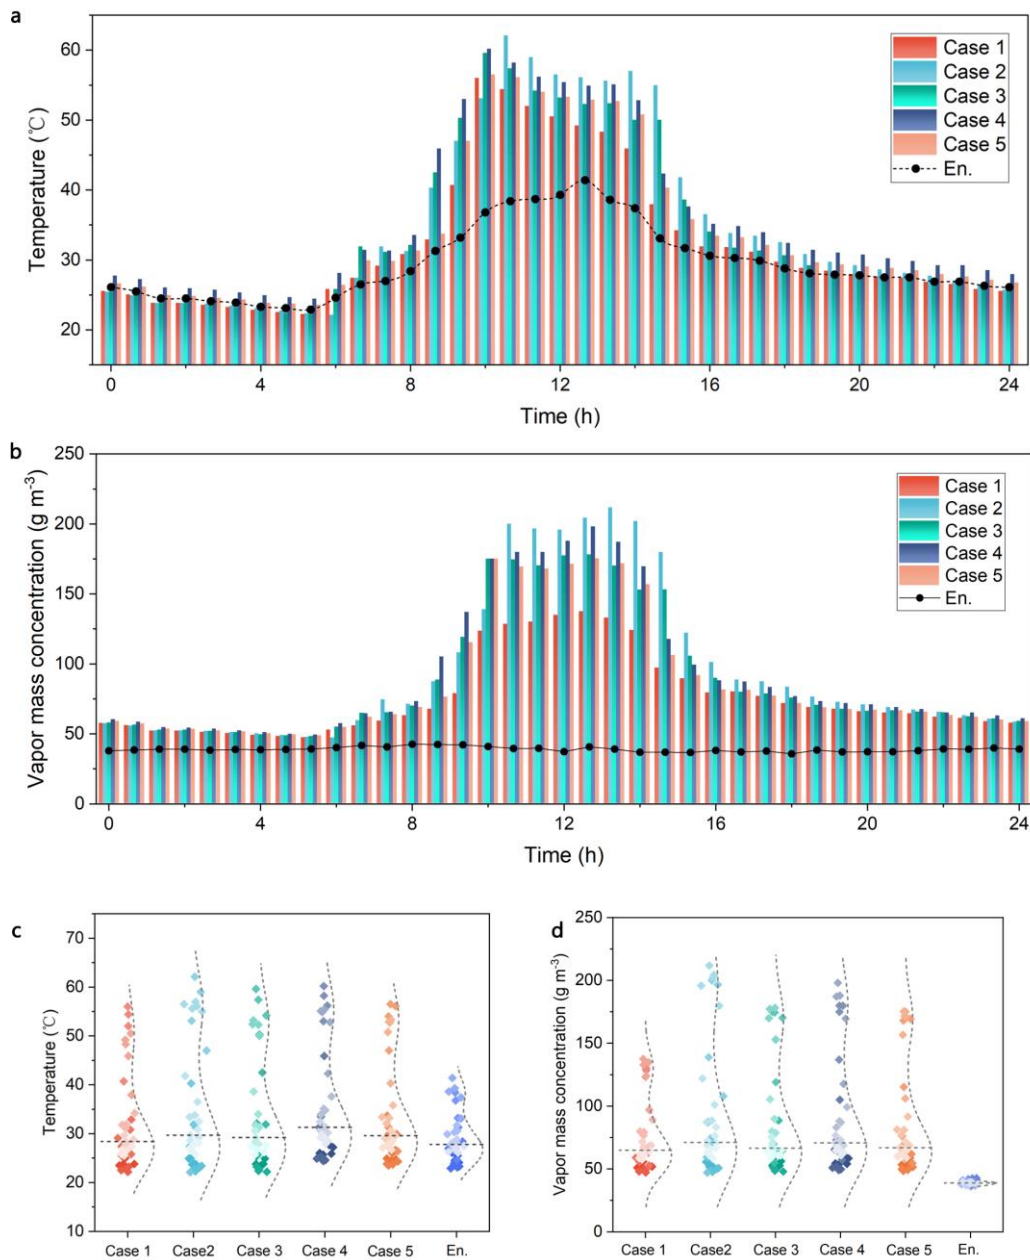 a
Temperature (℃)
60
50
40
30
20
Case 1
Case 2
Case 3
Case 4
Case 5
En.
0 4 8 12 16 20 24
Time (h)
b
Vapor mass concentration (g m-3)
250
200
150
100
50
0
Case 1
Case 2
Case 3
Case 4
Case 5
En.
0 4 8 12 16 20 24
Time (h)
c
Temperature (℃)
70
60
50
40
30
20
10
Case 1 Case2 Case 3 Case 4 Case 5 En.
d
Vapor mass concentration (g m-3)
250
200
150
100
50
0
Case 1 Case2 Case 3 Case 4 Case 5 En.